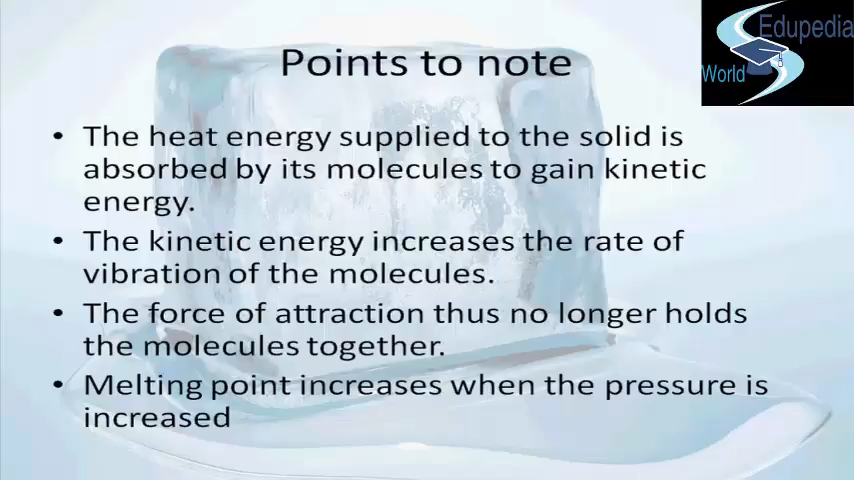 Edupedia
World
Points to note
• The heat energy supplied to the solid is
absorbed by its molecules to gain kinetic
energy.
• The kinetic energy increases the rate of
vibration of the molecules.
• The force of attraction thus no longer holds
the molecules together.
• Melting point increases when the pressure is
increased